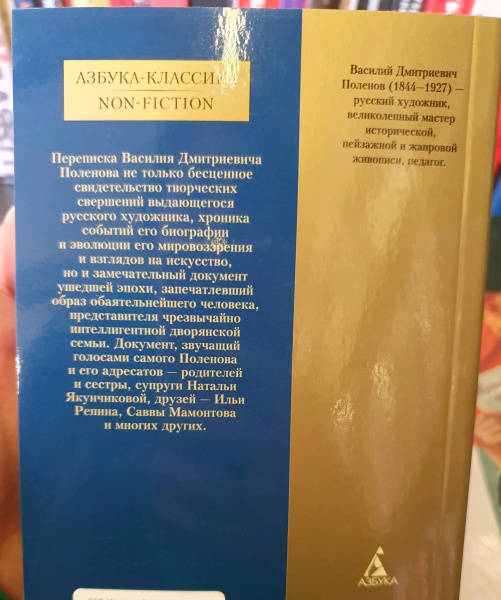 АЗБУКА-КЛАССИКА
NON-FICTION
Переписка Василия Дмитриевича
Поленова не только бесценное
свидетельство творческих
свершений выдающегося
русского художника, хроника
событий его биографии
и эволюции его мировоззрения
и взглядов на искусство,
но и замечательный документ
ушедшей эпохи, запечатлевший
образ обаятельнейшего человека,
представителя чрезвычайно
интеллигентной дворянской
семьи. Документ, звучащий
голосами самого Поленова
и его адресатов — родителей
и сестры, супруги Натальи
Якунчиковой, друзей — Ильи
Репина, Саввы Мамонтова
и многих других.
Василий Дмитриевич
Поленов (1844—1927) —
русский художник,
великолепный мастер
исторической,
пейзажной и жанровой
живописи, педагог.
АЗБУКА